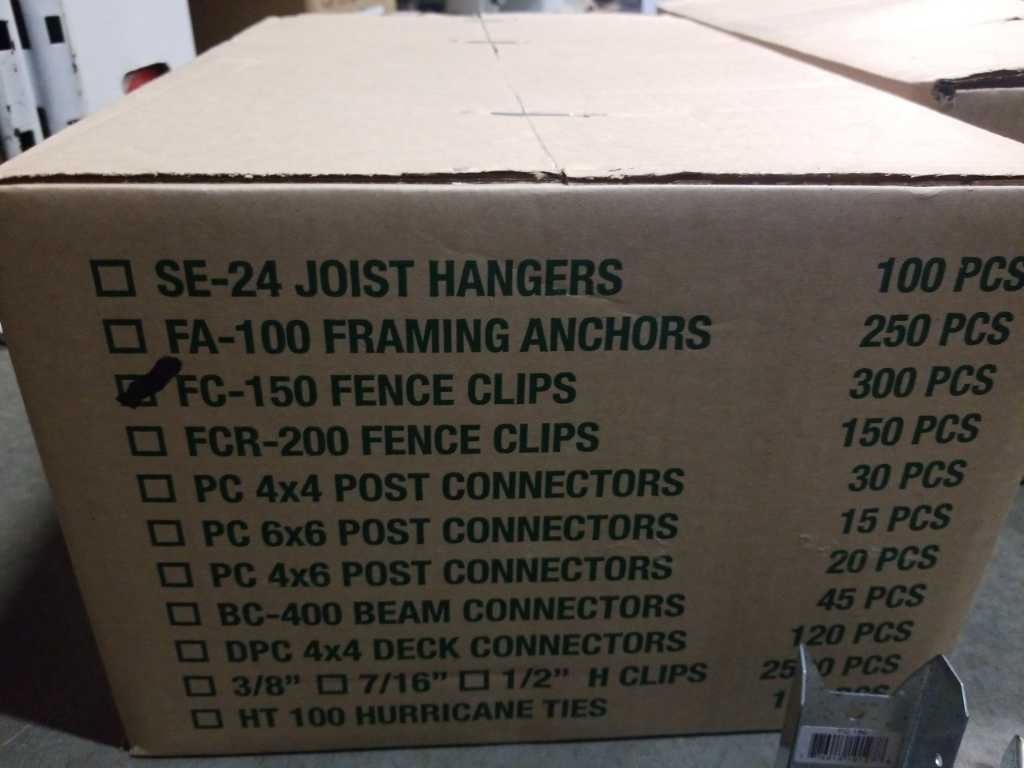 SE-24 JOIST HANGERS 100 PCS
FA-100 FRAMING ANCHORS 250 PCS
FC-150 FENCE CLIPS 300 PCS
FCR-200 FENCE CLIPS 150 PCS
PC 4x4 POST CONNECTORS 30 PCS
PC 6x6 POST CONNECTORS 15 PCS
PC 4x6 POST CONNECTORS 20 PCS
BC-400 BEAM CONNECTORS 45 PCS
DPC 4x4 DECK CONNECTORS 120 PCS
3/8” 7/16” 1/2” H CLIPS PCS
HT 100 HURRICANE TIES